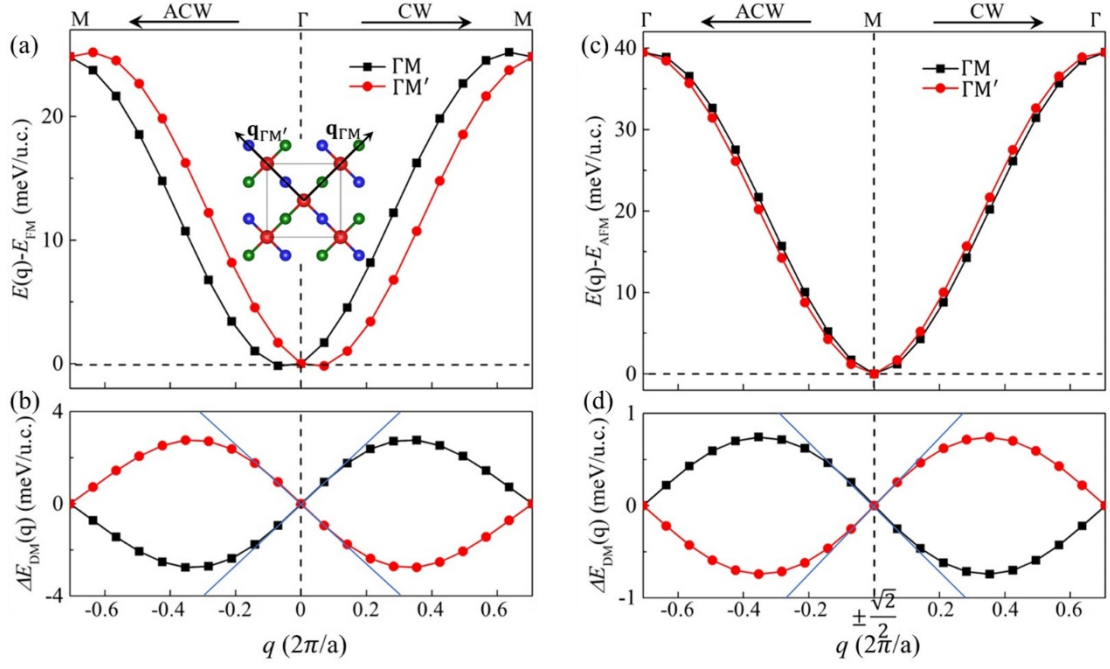 M ACW Γ CW M
(a)
ΓM
ΓM′
q_ΓM′ q_ΓM
E(q)-E_FM (meV/u.c.)
20
10
0
(b)
ΔE_DM(q) (meV/u.c.)
4
0
-4
-0.6 -0.4 -0.2 0 0.2 0.4 0.6
q (2π/a)
Γ ACW M CW Γ
(c)
ΓM
ΓM′
E(q)-E_AFM (meV/u.c.)
40
30
20
10
0
(d)
ΔE_DM(q) (meV/u.c.)
1
0
-1
-0.6 -0.4 -0.2 ±√2/2 0.2 0.4 0.6
q (2π/a)